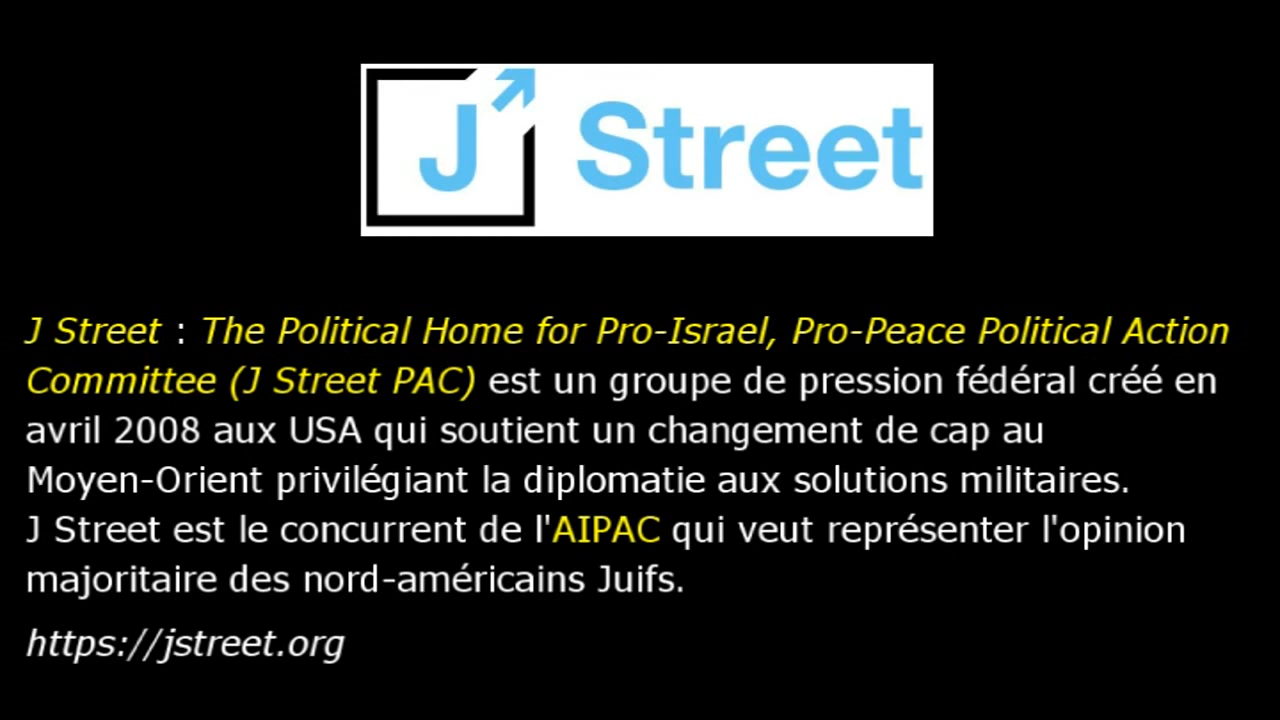 J Street
J Street : The Political Home for Pro-Israel, Pro-Peace Political Action
Committee (J Street PAC) est un groupe de pression fédéral créé en
avril 2008 aux USA qui soutient un changement de cap au
Moyen-Orient privilégiant la diplomatie aux solutions militaires.
J Street est le concurrent de l'AIPAC qui veut représenter l'opinion
majoritaire des nord-américains Juifs.
https://jstreet.org